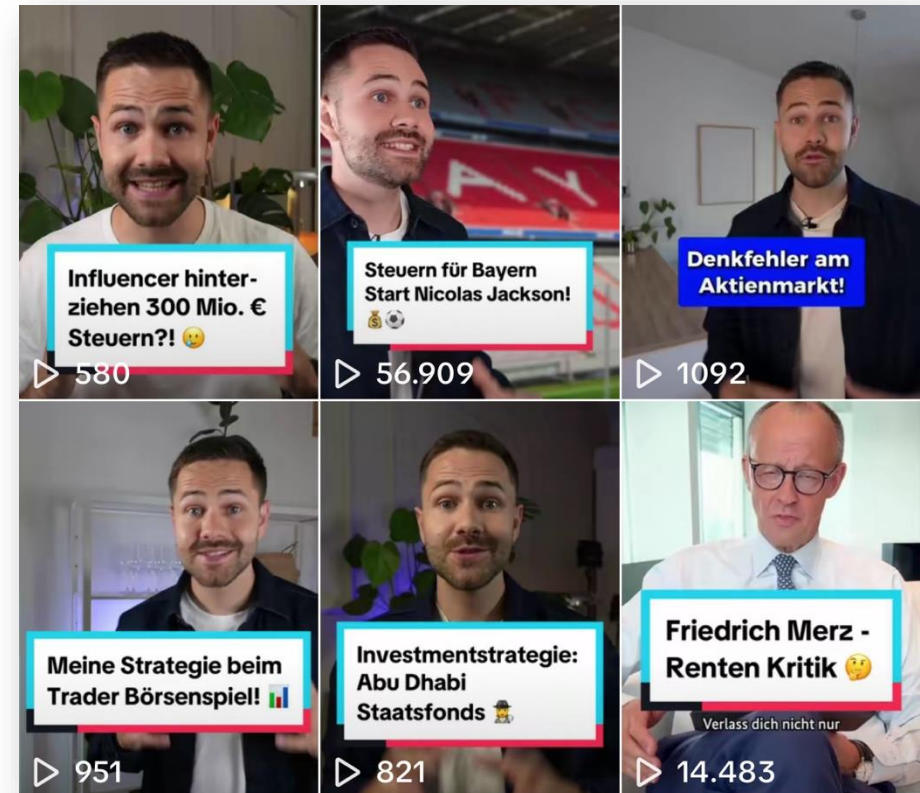 Influencer hinter-
ziehen 300 Mio. €
Steuern?! 🥲
580
Steuern für Bayern
Start Nicolas Jackson!
💰⚽
56.909
Denkfehler am
Aktienmarkt!
1092
Meine Strategie beim
Trader Börsenspiel! 📊
951
Investmentstrategie:
Abu Dhabi
Staatsfonds 🕵️
821
Friedrich Merz -
Renten Kritik 🤔
Verlass dich nicht nur
14.483
A Y